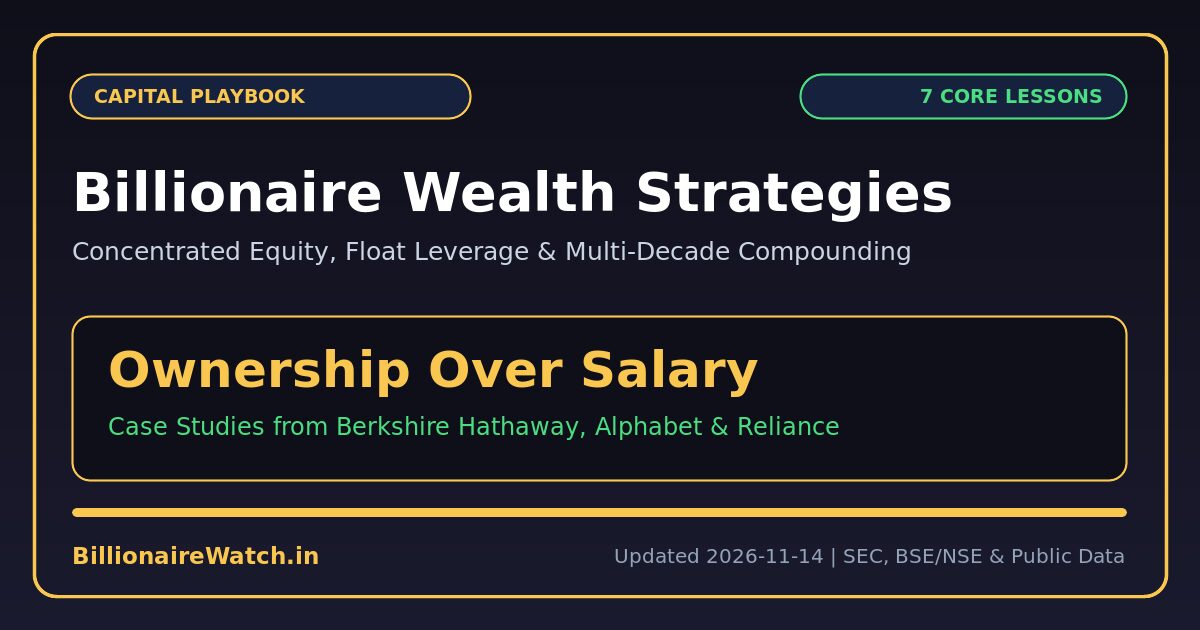 CAPITAL PLAYBOOK
7 CORE LESSONS
Billionaire Wealth Strategies
Concentrated Equity, Float Leverage & Multi-Decade Compounding
Ownership Over Salary
Case Studies from Berkshire Hathaway, Alphabet & Reliance
BillionaireWatch.in
Updated 2026-11-14 | SEC, BSE/NSE & Public Data